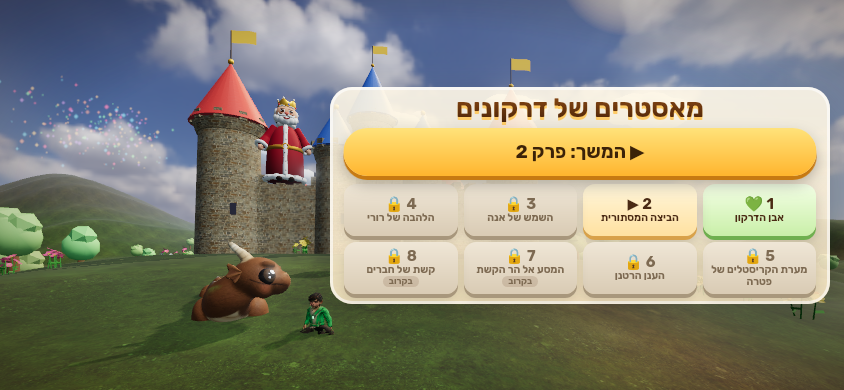 מאסטרים של דרקונים
▶ המשך: פרק 2
💚 1
אבן הדרקון
2 ▶
הביצה המסתורית
3 🔒
השמש של אנה
4 🔒
הלהבה של רורי
5 🔒
מערת הקריסטלים של
פטרה
6 🔒
הענן הרטנן
7 🔒
המסע אל הר הקשת
בקרוב
8 🔒
קשת של חברים
בקרוב